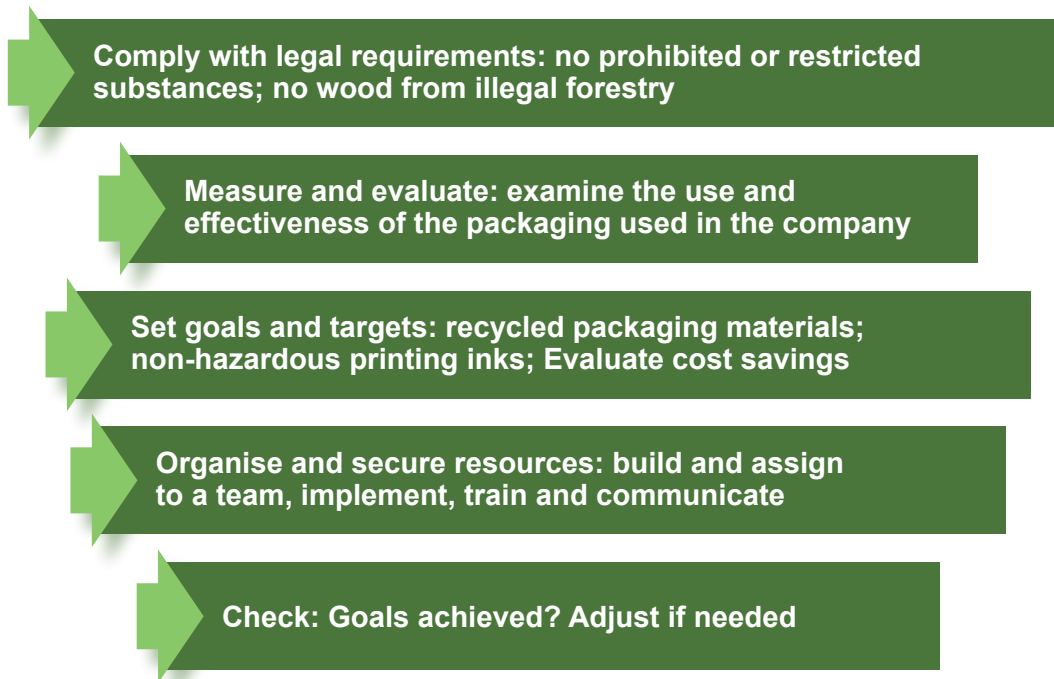 Comply with legal requirements: no prohibited or restricted
substances; no wood from illegal forestry
Measure and evaluate: examine the use and
effectiveness of the packaging used in the company
Set goals and targets: recycled packaging materials;
non-hazardous printing inks; Evaluate cost savings
Organise and secure resources: build and assign
to a team, implement, train and communicate
Check: Goals achieved? Adjust if needed